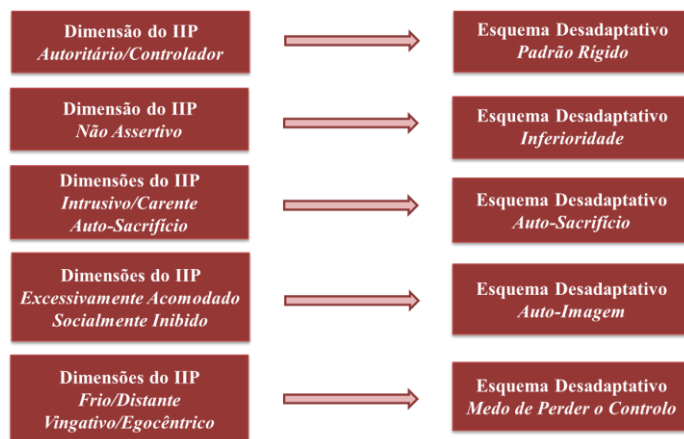 Dimensão do IIP
Autoritário/Controlador
Esquema Desadaptativo
Padrão Rígido
Dimensão do IIP
Não Assertivo
Esquema Desadaptativo
Inferioridade
Dimensões do IIP
Intrusivo/Carente
Auto-Sacrifício
Esquema Desadaptativo
Auto-Sacrifício
Dimensões do IIP
Excessivamente Acomodado
Socialmente Inibido
Esquema Desadaptativo
Auto-Imagem
Dimensões do IIP
Frio/Distante
Vingativo/Egocêntrico
Esquema Desadaptativo
Medo de Perder o Controlo